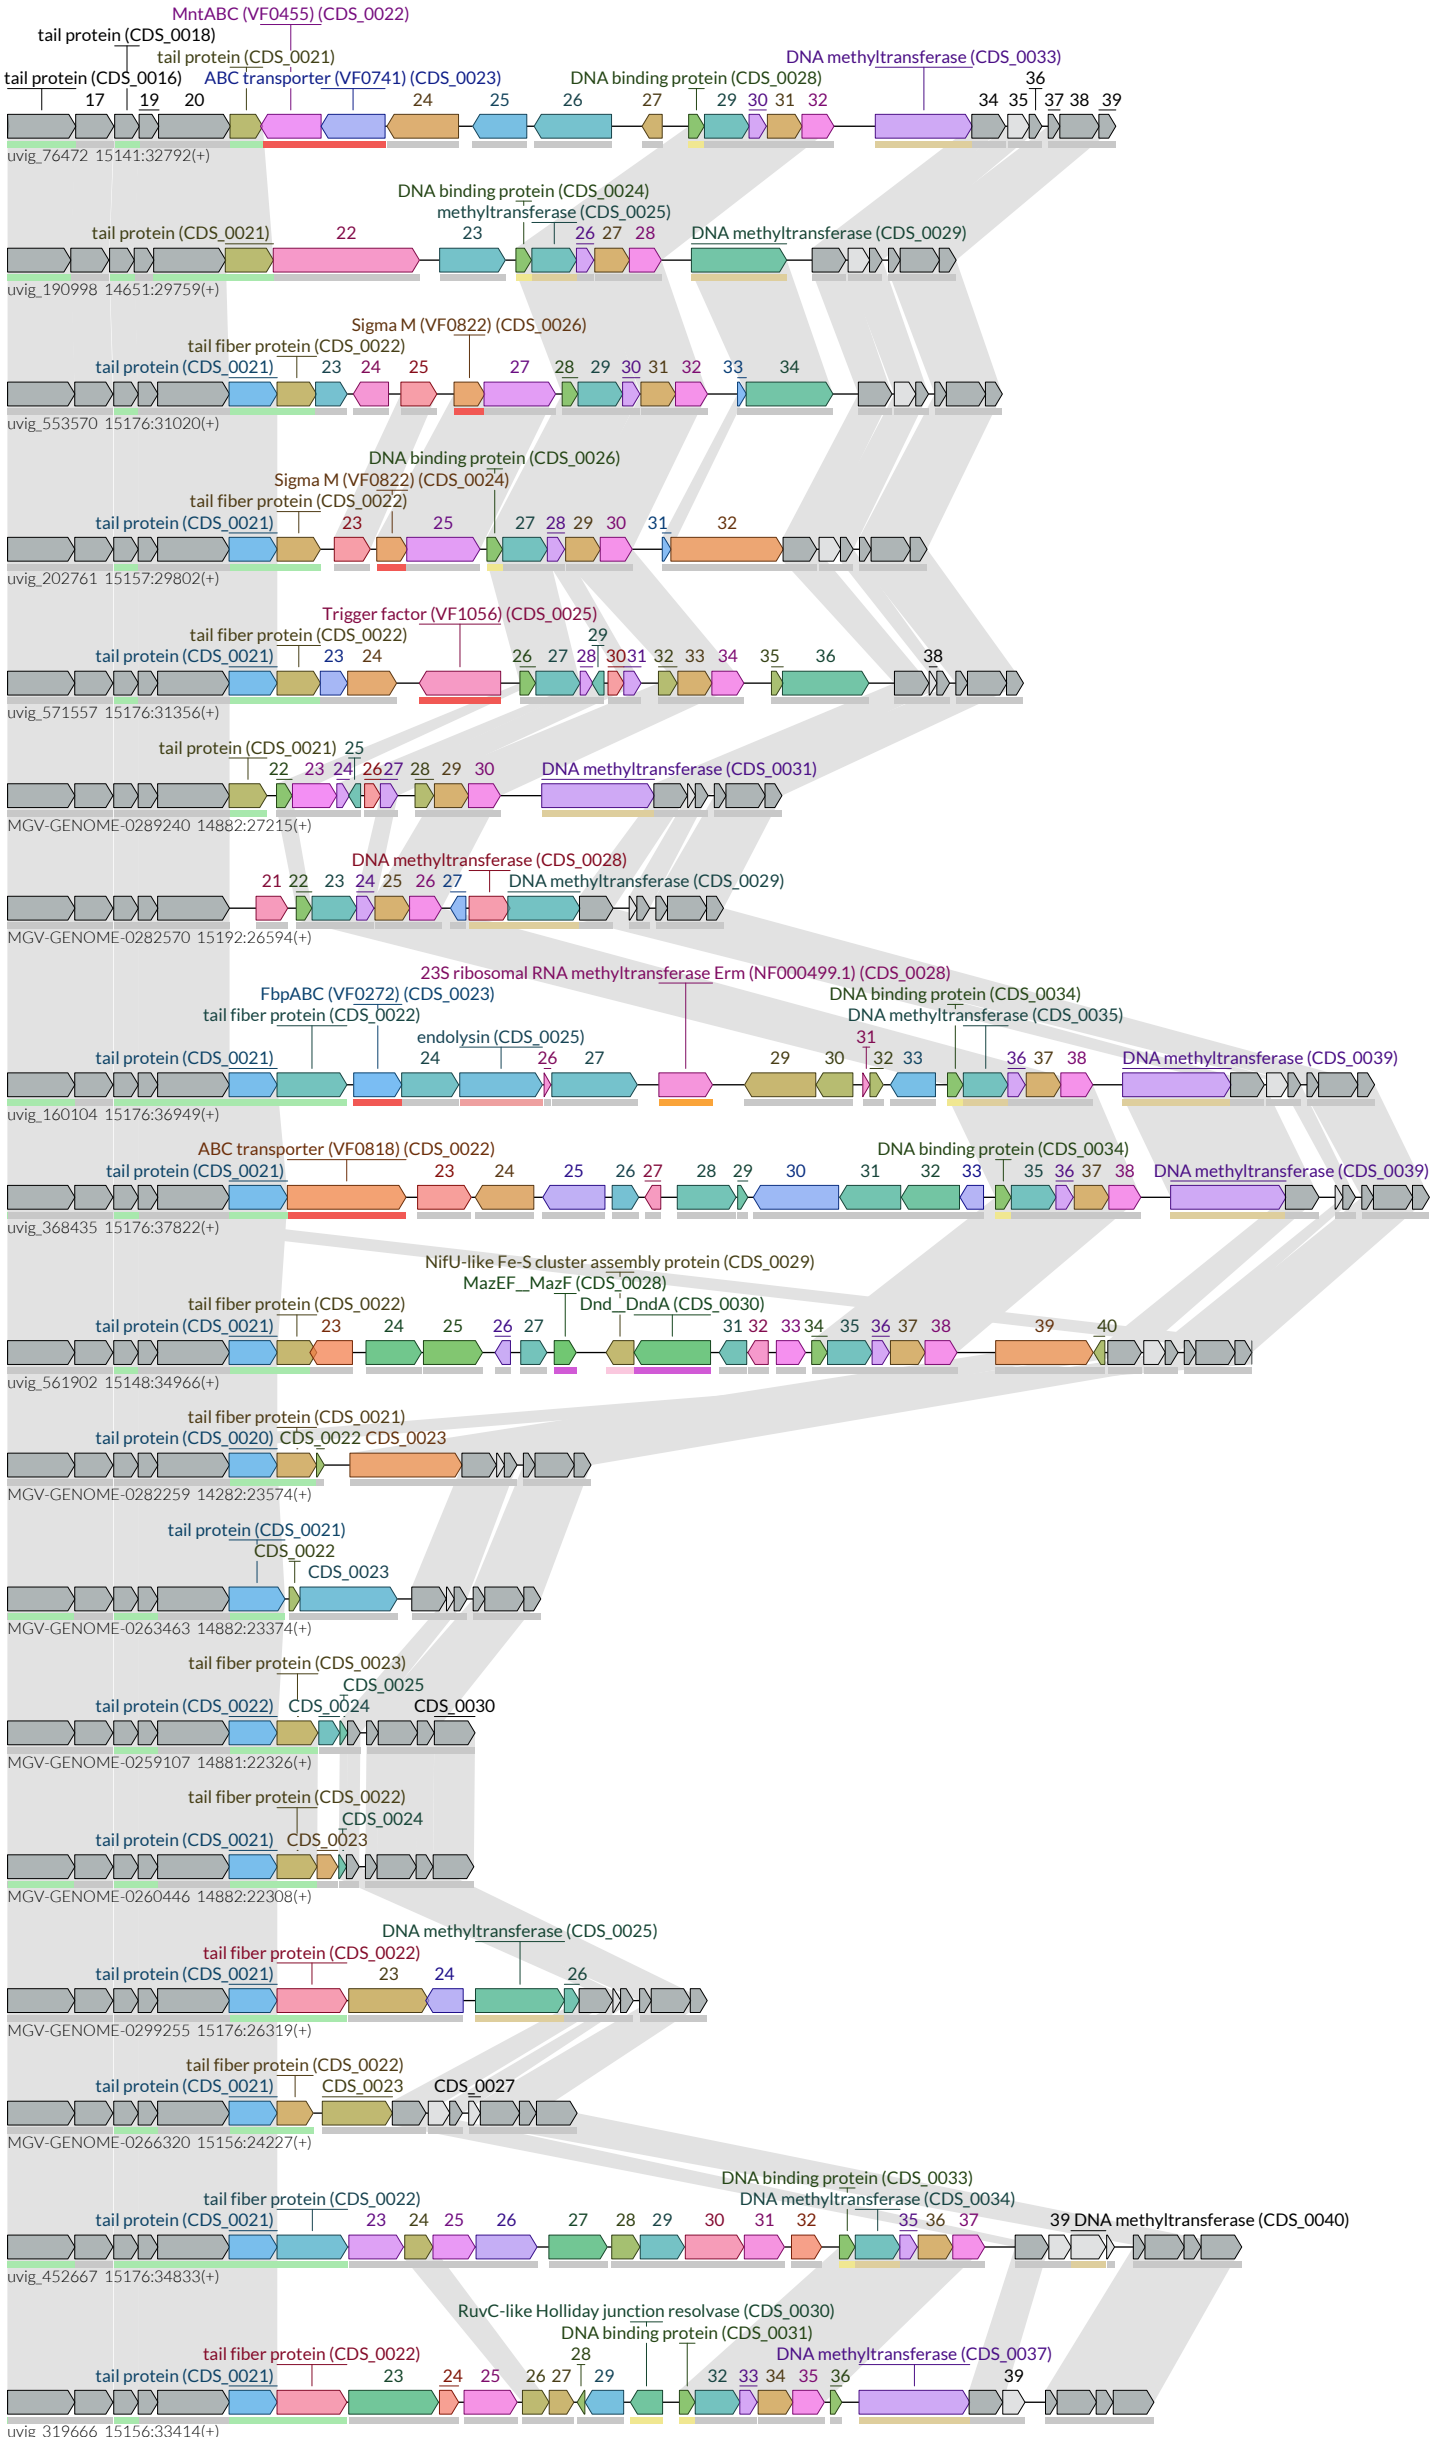 MntABC (VF0455) (CDS_0022)
tail protein (CDS_0018)
tail protein (CDS_0021) DNA methyltransferase (CDS_0033)
tail protein (CDS_0016) ABC transporter (VF0741) (CDS_0023) DNA binding protein (CDS_0028) 36
17 19 20 24 25 26 27 29 30 31 32 34 35 37 38 39
uvig_76472 15141:32792(+)
DNA binding protein (CDS_0024)
methyltransferase (CDS_0025)
tail protein (CDS_0021) 22 23 26 27 28 DNA methyltransferase (CDS_0029)
uvig_190998 14651:29759(+)
Sigma M (VF0822) (CDS_0026)
tail fiber protein (CDS_0022)
tail protein (CDS_0021) 23 24 25 27 28 29 30 31 32 33 34
uvig_553570 15176:31020(+)
DNA binding protein (CDS_0026)
Sigma M (VF0822) (CDS_0024)
tail fiber protein (CDS_0022)
tail protein (CDS_0021) 23 25 27 28 29 30 31 32
uvig_202761 15157:29802(+)
Trigger factor (VF1056) (CDS_0025)
tail fiber protein (CDS_0022) 29
tail protein (CDS_0021) 23 24 26 27 28 30 31 32 33 34 35 36 38
uvig_571557 15176:31356(+)
tail protein (CDS_0021) 25
22 23 24 26 27 28 29 30 DNA methyltransferase (CDS_0031)
MGV-GENOME-0289240 14882:27215(+)
DNA methyltransferase (CDS_0028)
21 22 23 24 25 26 27 DNA methyltransferase (CDS_0029)
MGV-GENOME-0282570 15192:26594(+)
23S ribosomal RNA methyltransferase Erm (NF000499.1) (CDS_0028)
FbpABC (VF0272) (CDS_0023) DNA binding protein (CDS_0034)
tail fiber protein (CDS_0022) DNA methyltransferase (CDS_0035)
endolysin (CDS_0025) 31
tail protein (CDS_0021) 24 26 27 29 30 32 33 36 37 38 DNA methyltransferase (CDS_0039)
uvig_160104 15176:36949(+)
ABC transporter (VF0818) (CDS_0022) DNA binding protein (CDS_0034)
tail protein (CDS_0021) 23 24 25 26 27 28 29 30 31 32 33 35 36 37 38 DNA methyltransferase (CDS_0039)
uvig_368435 15176:37822(+)
NifU-like Fe-S cluster assembly protein (CDS_0029)
MazEF__MazF (CDS_0028)
tail fiber protein (CDS_0022) Dnd__DndA (CDS_0030)
tail protein (CDS_0021) 23 24 25 26 27 31 32 33 34 35 36 37 38 39 40
uvig_561902 15148:34966(+)
tail fiber protein (CDS_0021)
tail protein (CDS_0020) CDS_0022 CDS_0023
MGV-GENOME-0282259 14282:23574(+)
tail protein (CDS_0021)
CDS_0022
CDS_0023
MGV-GENOME-0263463 14882:23374(+)
tail fiber protein (CDS_0023)
CDS_0025
tail protein (CDS_0022) CDS_0024 CDS_0030
MGV-GENOME-0259107 14881:22326(+)
tail fiber protein (CDS_0022)
CDS_0024
tail protein (CDS_0021) CDS_0023
MGV-GENOME-0260446 14882:22308(+)
DNA methyltransferase (CDS_0025)
tail fiber protein (CDS_0022)
tail protein (CDS_0021) 23 24 26
MGV-GENOME-0299255 15176:26319(+)
tail fiber protein (CDS_0022)
tail protein (CDS_0021) CDS_0023 CDS_0027
MGV-GENOME-0266320 15156:24227(+)
DNA binding protein (CDS_0033)
tail fiber protein (CDS_0022) DNA methyltransferase (CDS_0034)
tail protein (CDS_0021) 23 24 25 26 27 28 29 30 31 32 35 36 37 39 DNA methyltransferase (CDS_0040)
uvig_452667 15176:34833(+)
RuvC-like Holliday junction resolvase (CDS_0030)
DNA binding protein (CDS_0031)
tail fiber protein (CDS_0022) 28 DNA methyltransferase (CDS_0037)
tail protein (CDS_0021) 23 24 25 26 27 29 32 33 34 35 36 39
uvig_319666 15156:33414(+)